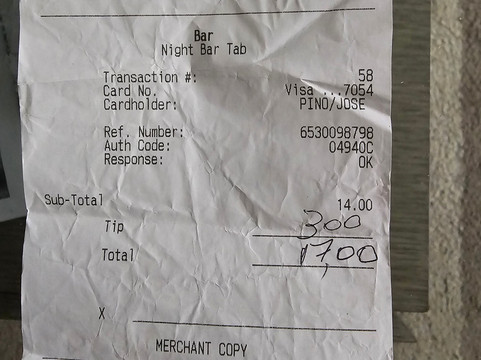 Bar
Night Bar Tab
Transaction #: 58
Card No. Visa ...7054
Cardholder: PINO/JOSE
Ref. Number: 6530098798
Auth Code: 04940C
Response: OK
Sub-Total 14.00
Tip 3.00
Total 17.00
X
MERCHANT COPY